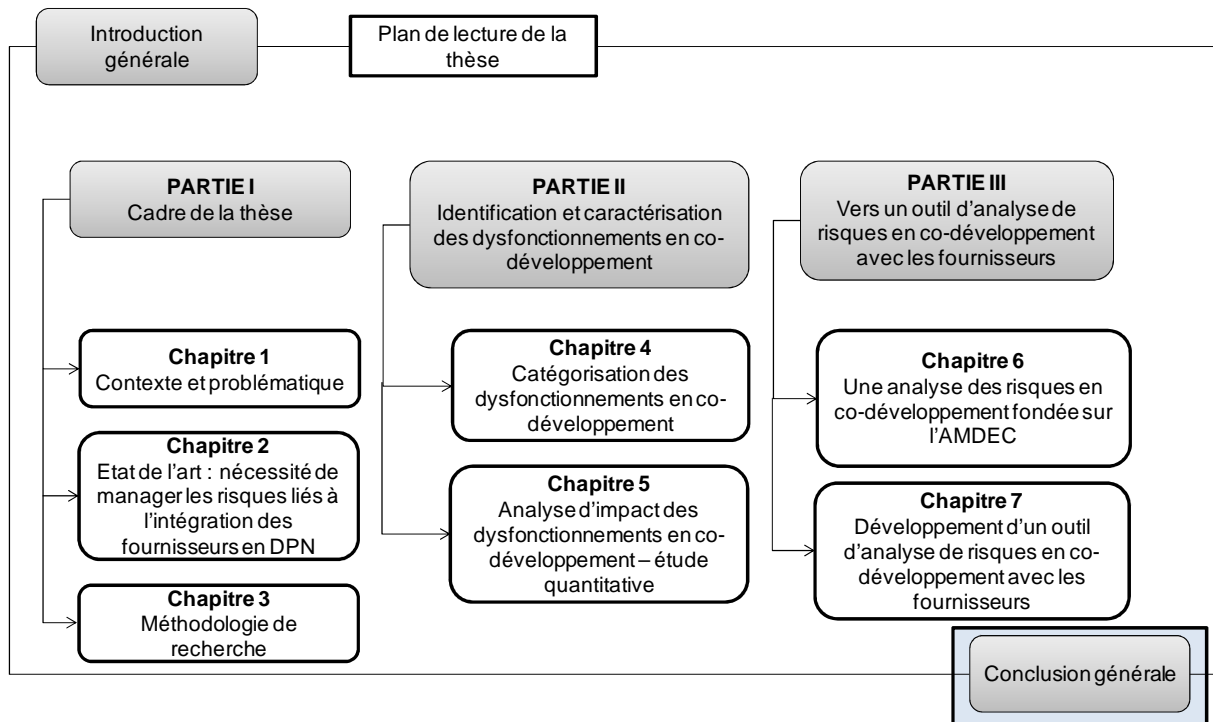 Introduction
générale
Plan de lecture de la
thèse
PARTIE I
Cadre de la thèse
Chapitre 1
Contexte et problématique
Chapitre 2
Etat de l'art : nécessité de
manager les risques liés à
l'intégration des
fournisseurs en DPN
Chapitre 3
Méthodologie de
recherche
PARTIE II
Identification et caractérisation
des dysfonctionnements en co-
développement
Chapitre 4
Catégorisation des
dysfonctionnements en co-
développement
Chapitre 5
Analyse d'impact des
dysfonctionnements en co-
développement – étude
quantitative
PARTIE III
Vers un outil d'analyse de
risques en co-développement
avec les fournisseurs
Chapitre 6
Une analyse des risques en
co-développement fondée sur
l'AMDEC
Chapitre 7
Développement d'un outil
d'analyse de risques en co-
développement avec les
fournisseurs
Conclusion générale